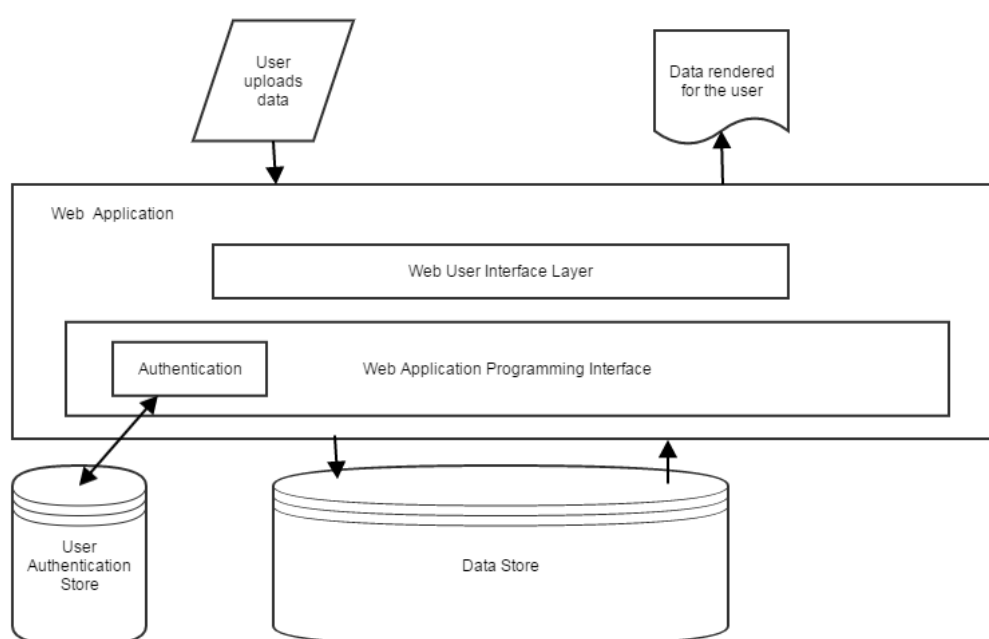 User
uploads
data
Data rendered
for the user
Web Application
Web User Interface Layer
Authentication
Web Application Programming Interface
User
Authentication
Store
Data Store